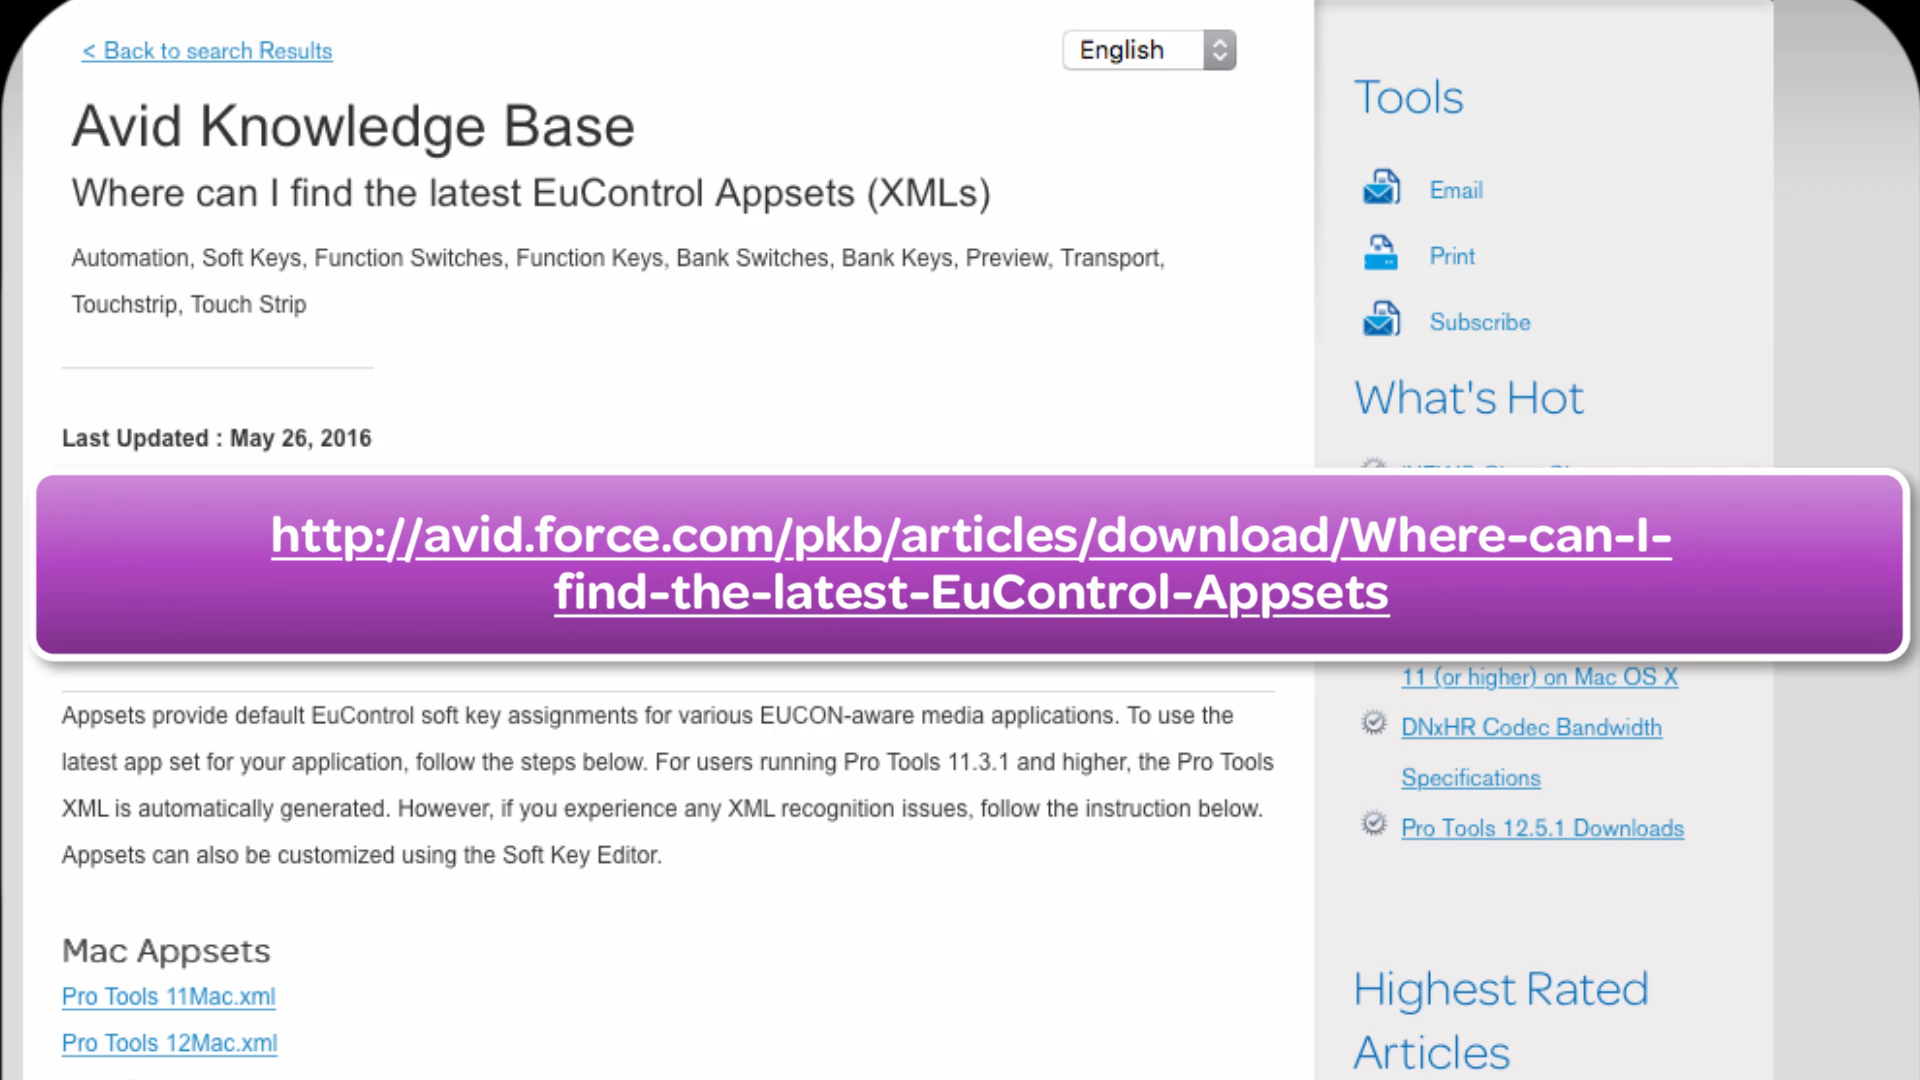 < Back to search Results
English
Avid Knowledge Base
Where can I find the latest EuControl Appsets (XMLs)
Automation, Soft Keys, Function Switches, Function Keys, Bank Switches, Bank Keys, Preview, Transport,
Touchstrip, Touch Strip
Last Updated : May 26, 2016
http://avid.force.com/pkb/articles/download/Where-can-I-
find-the-latest-EuControl-Appsets
Appsets provide default EuControl soft key assignments for various EUCON-aware media applications. To use the
latest app set for your application, follow the steps below. For users running Pro Tools 11.3.1 and higher, the Pro Tools
XML is automatically generated. However, if you experience any XML recognition issues, follow the instruction below.
Appsets can also be customized using the Soft Key Editor.
Mac Appsets
Pro Tools 11Mac.xml
Pro Tools 12Mac.xml
Tools
Email
Print
Subscribe
What's Hot
11 (or higher) on Mac OS X
DNxHR Codec Bandwidth
Specifications
Pro Tools 12.5.1 Downloads
Highest Rated
Articles